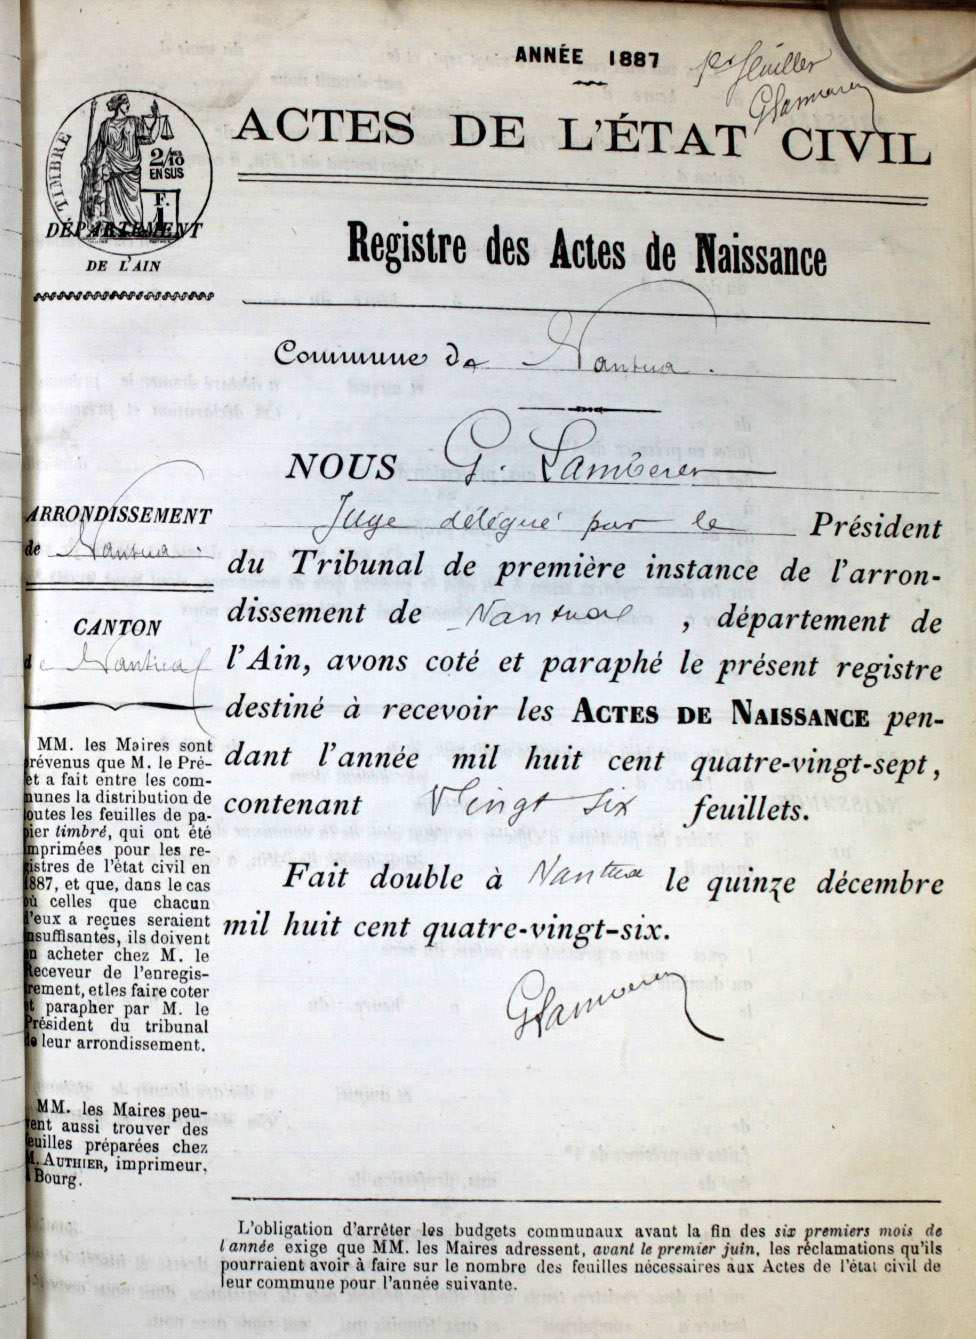 ANNÉE 1887
ACTES DE L'ÉTAT CIVIL
TIMBRE
2/10
EN SUS
F.
1
DÉPARTEMENT
DE L'AIN
Registre des Actes de Naissance
Commune de Nantua.
NOUS G. Lamberer
Juge délégué par le Président
du Tribunal de première instance de l'arron-
dissement de Nantua, département de
l'Ain, avons coté et paraphé le présent registre
destiné à recevoir les ACTES DE NAISSANCE pen-
dant l'année mil huit cent quatre-vingt-sept,
contenant Vingt six feuillets.
Fait double à Nantua le quinze décembre
mil huit cent quatre-vingt-six.
ARRONDISSEMENT
de Nantua.
CANTON
de Nantua
MM. les Maires sont
prévenus que M. le Pré-
et a fait entre les com-
munes la distribution de
toutes les feuilles de pa-
pier timbré, qui ont été
imprimées pour les re-
gistres de l'état civil en
1887, et que, dans le cas
où celles que chacun
d'eux a reçues seraient
insuffisantes, ils doivent
en acheter chez M. le
Receveur de l'enregis-
trement, et les faire coter
et parapher par M. le
Président du tribunal
de leur arrondissement.
MM. les Maires peu-
vent aussi trouver des
feuilles préparées chez
M. AUTHIER, imprimeur,
à Bourg.
L'obligation d'arrêter les budgets communaux avant la fin des six premiers mois de
l'année exige que MM. les Maires adressent, avant le premier juin, les réclamations qu'ils
pourraient avoir à faire sur le nombre des feuilles nécessaires aux Actes de l'état civil de
leur commune pour l'année suivante.